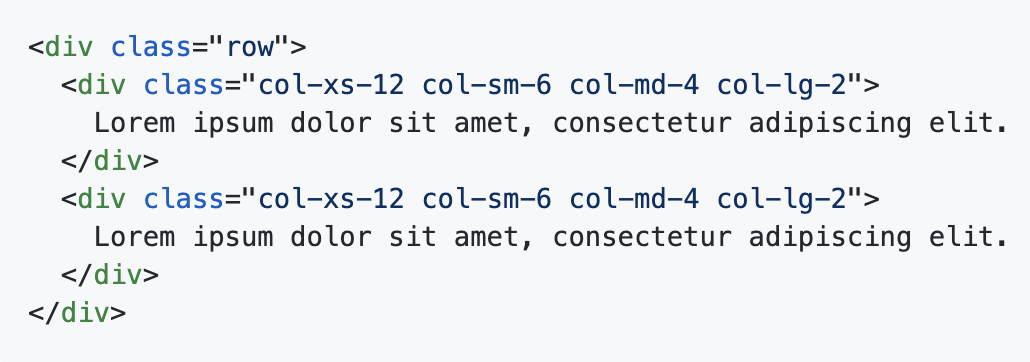 <div class="row">
  <div class="col-xs-12 col-sm-6 col-md-4 col-lg-2">
    Lorem ipsum dolor sit amet, consectetur adipiscing elit.
  </div>
  <div class="col-xs-12 col-sm-6 col-md-4 col-lg-2">
    Lorem ipsum dolor sit amet, consectetur adipiscing elit.
  </div>
</div>